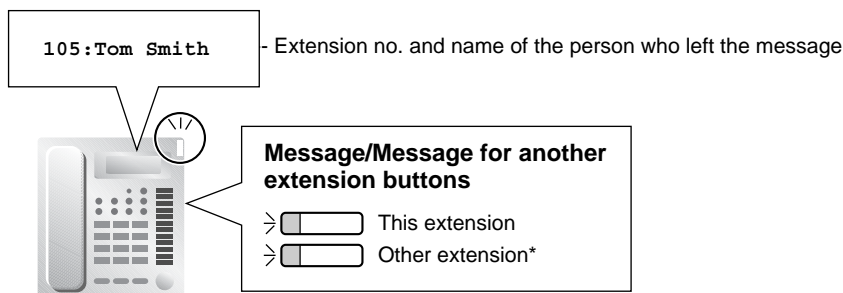 105:Tom Smith
- Extension no. and name of the person who left the message
Message/Message for another
extension buttons
This extension
Other extension*